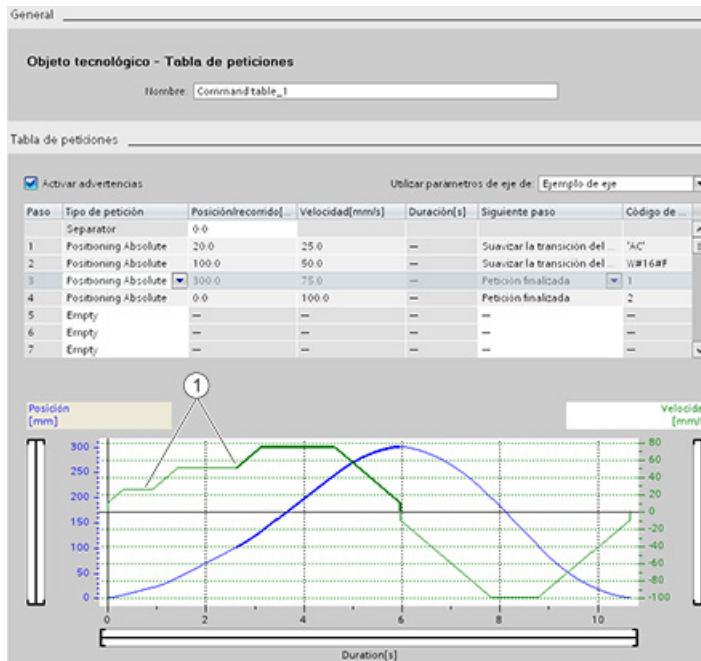 General
Objeto tecnológico - Tabla de peticiones
Nombre: Command table_1
Tabla de peticiones
Activar advertencias Utilizar parámetros de eje de: Ejemplo de eje
Paso Tipo de petición Posición/recorrido[... Velocidad[mm/s] Duración[s] Siguiente paso Código de ...
Separator 0.0
1 Positioning Absolute 20.0 25.0 — Suavizar la transición del ... 'AC'
2 Positioning Absolute 100.0 50.0 — Suavizar la transición del ... W#16#F
3 Positioning Absolute 300.0 75.0 — Petición finalizada 1
4 Positioning Absolute 0.0 100.0 — Petición finalizada 2
5 Empty — — — — —
6 Empty — — — — —
7 Empty — — — — —
1
Posición
[mm]
Velocida
[mm/s
300
250
200
150
100
50
0
80
60
40
20
0
-20
-40
-60
-80
-100
0 2 4 6 8 10
Duration[s]